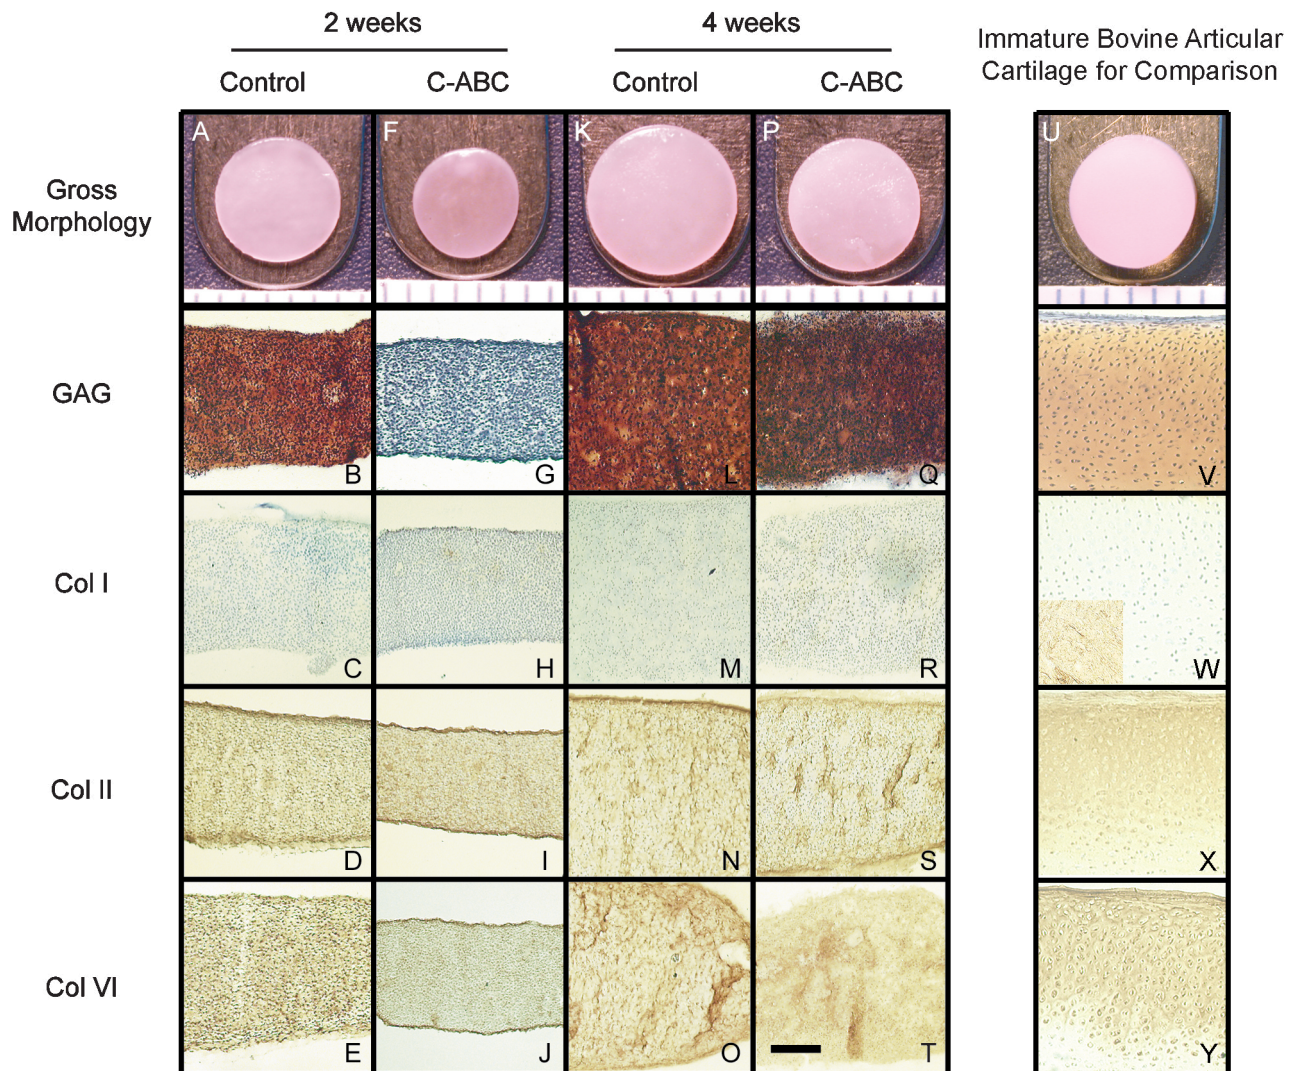 2 weeks
4 weeks
Immature Bovine Articular
Cartilage for Comparison
Control
C-ABC
Control
C-ABC
Gross
Morphology
A
F
K
P
U
GAG
B
G
L
Q
V
Col I
C
H
M
R
W
Col II
D
I
N
S
X
Col VI
E
J
O
T
Y